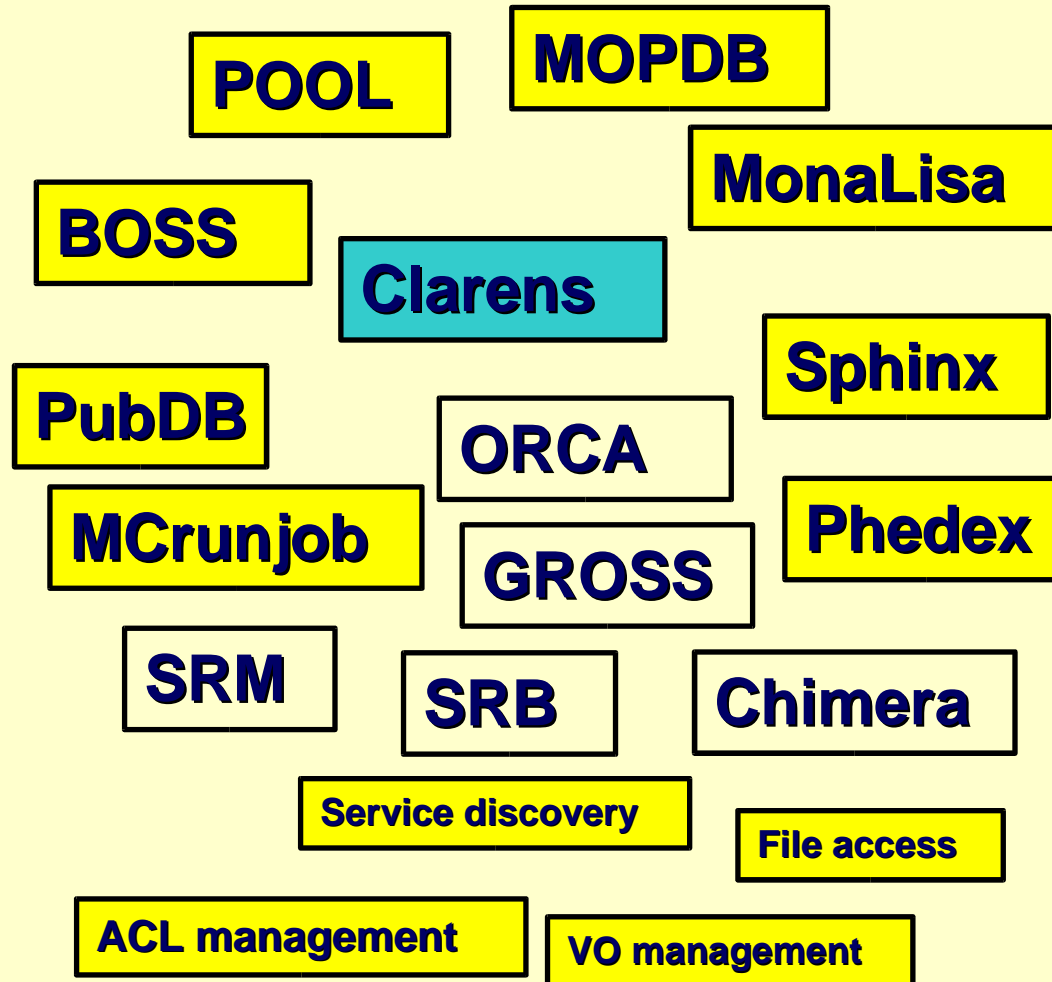 POOL
MOPDB
MonaLisa
BOSS
Clarens
Sphinx
PubDB
ORCA
MCrunjob
Phedex
GROSS
SRM
SRB
Chimera
Service discovery
File access
ACL management
VO management